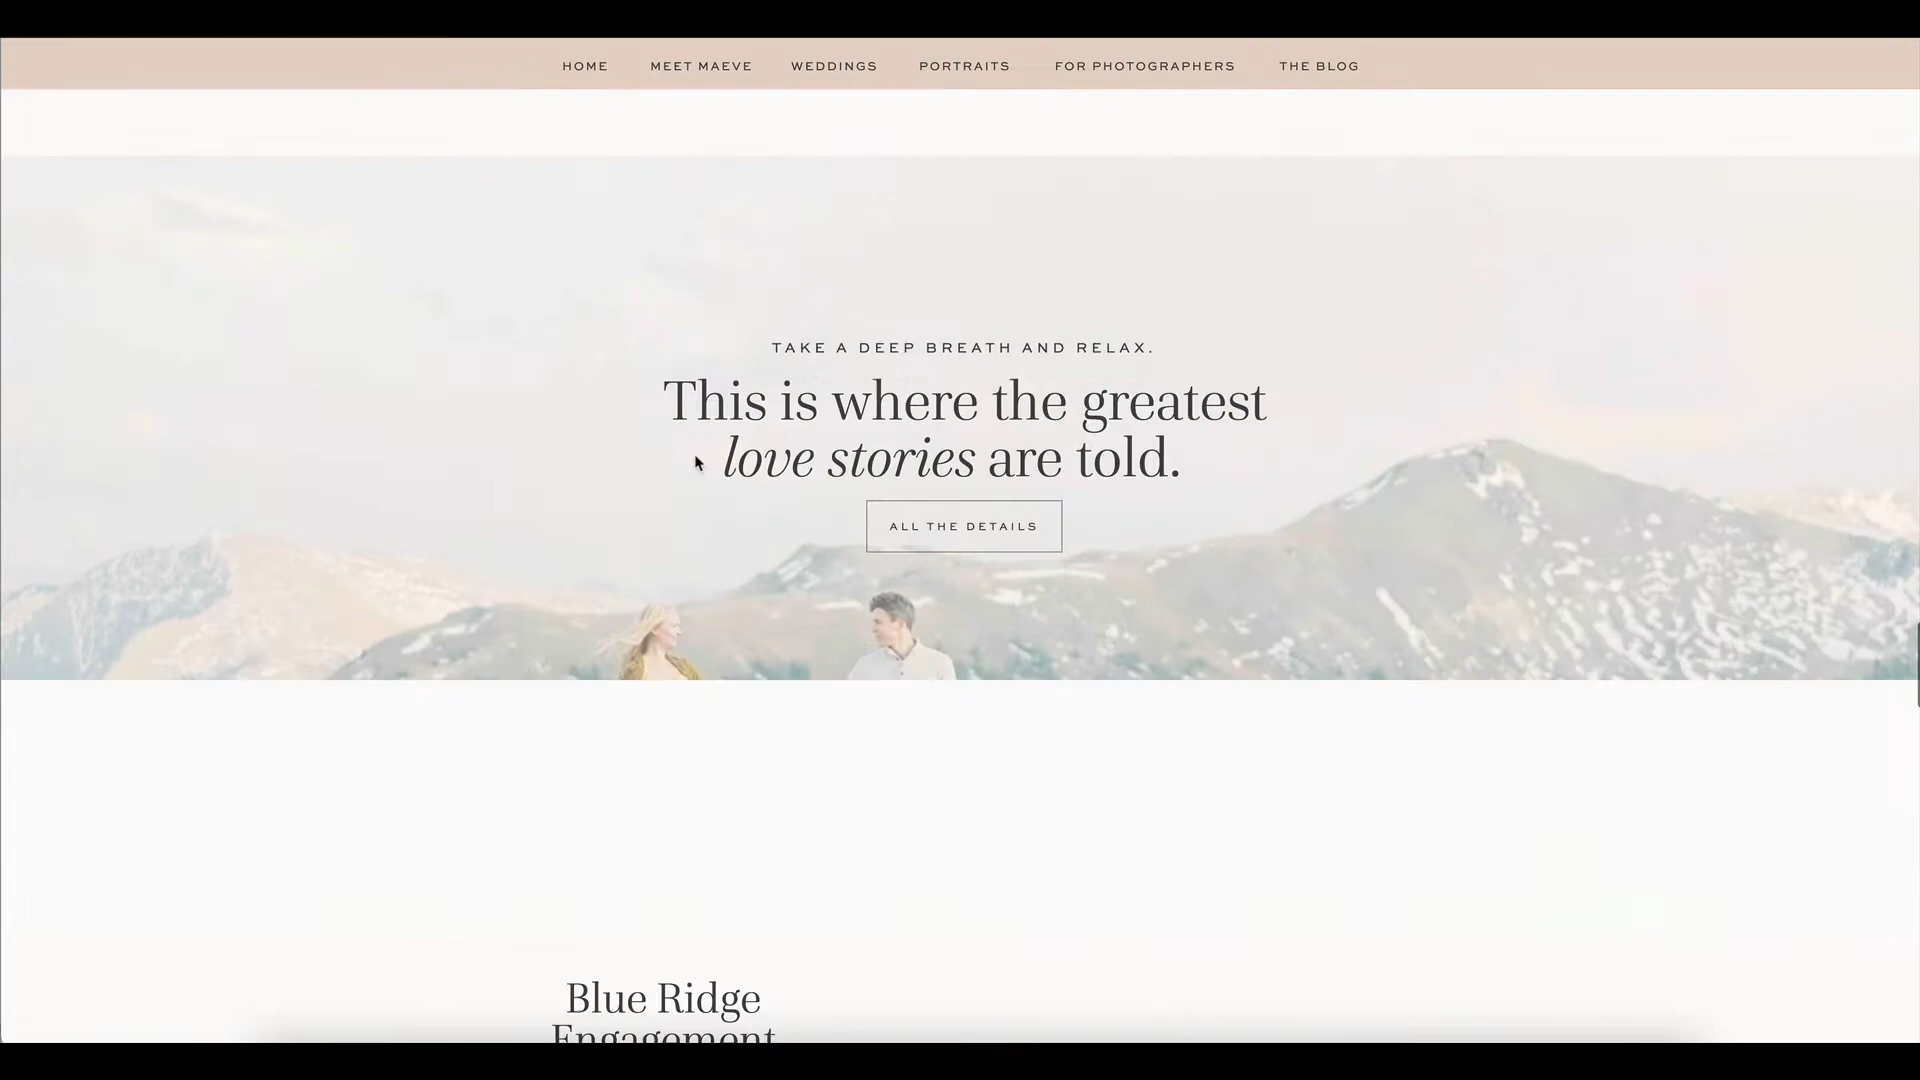 HOME MEET MAEVE WEDDINGS PORTRAITS FOR PHOTOGRAPHERS THE BLOG
TAKE A DEEP BREATH AND RELAX.
This is where the greatest
love stories are told.
ALL THE DETAILS
Blue Ridge
Engagement